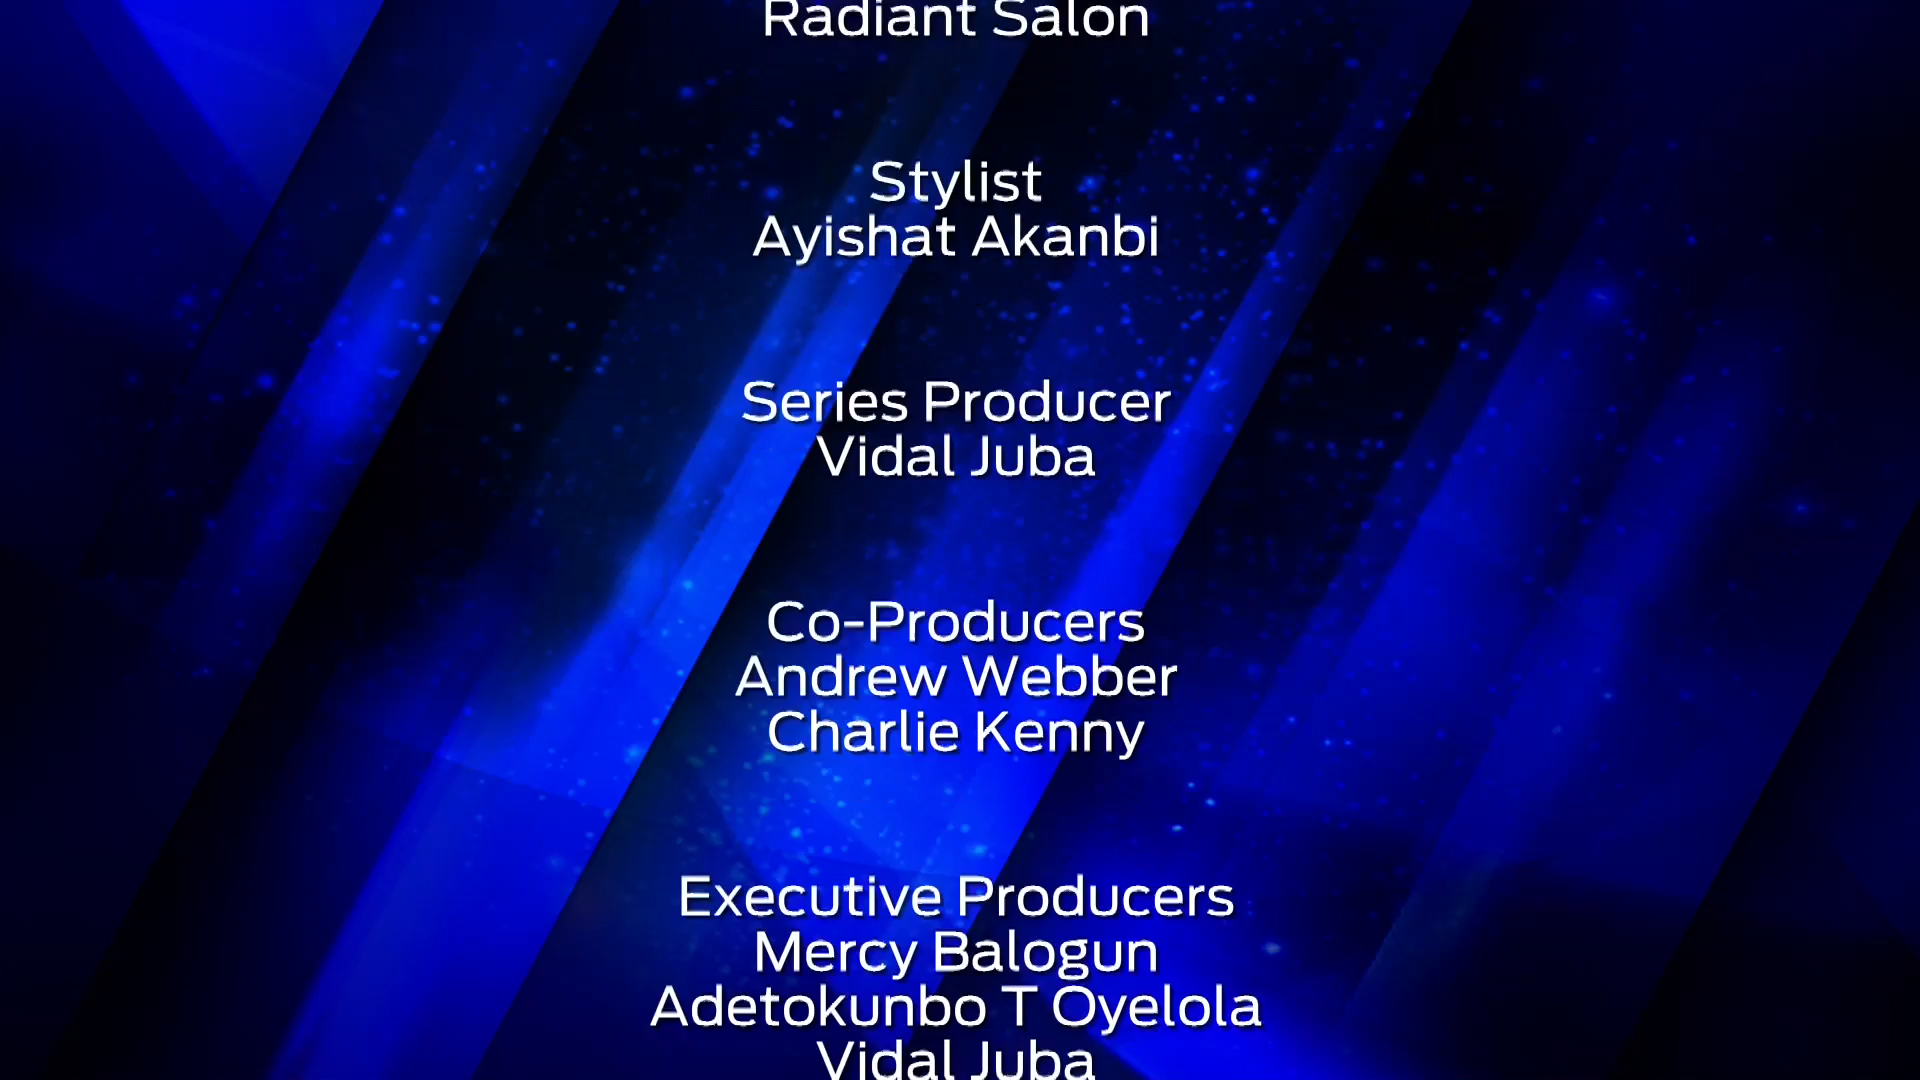 Radiant Salon
Stylist
Ayishat Akanbi
Series Producer
Vidal Juba
Co-Producers
Andrew Webber
Charlie Kenny
Executive Producers
Mercy Balogun
Adetokunbo T Oyelola
Vidal Juba